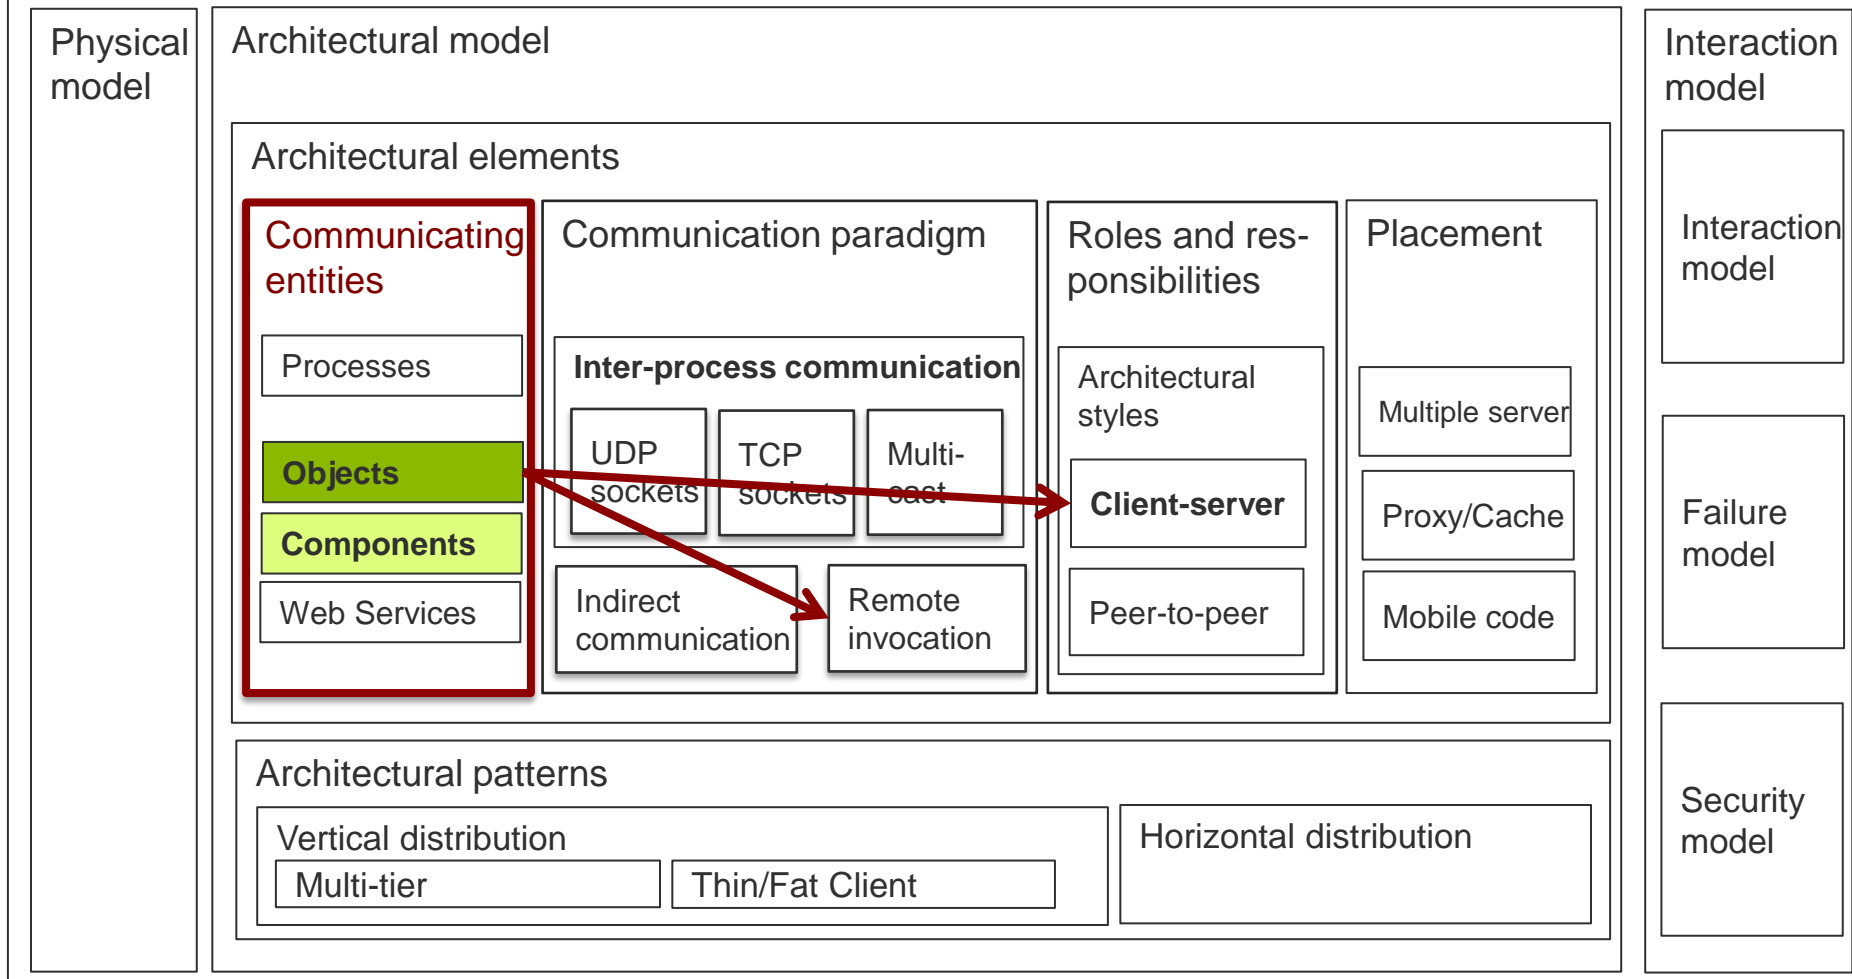 Physical
model
Architectural model
Architectural elements
Communicating
entities
Processes
Objects
Components
Web Services
Communication paradigm
Inter-process communication
UDP
sockets
TCP
sockets
Multi-
cast
Indirect
communication
Remote
invocation
Roles and res-
ponsibilities
Architectural
styles
Client-server
Peer-to-peer
Placement
Multiple server
Proxy/Cache
Mobile code
Architectural patterns
Vertical distribution
Multi-tier
Thin/Fat Client
Horizontal distribution
Interaction
model
Interaction
model
Failure
model
Security
model